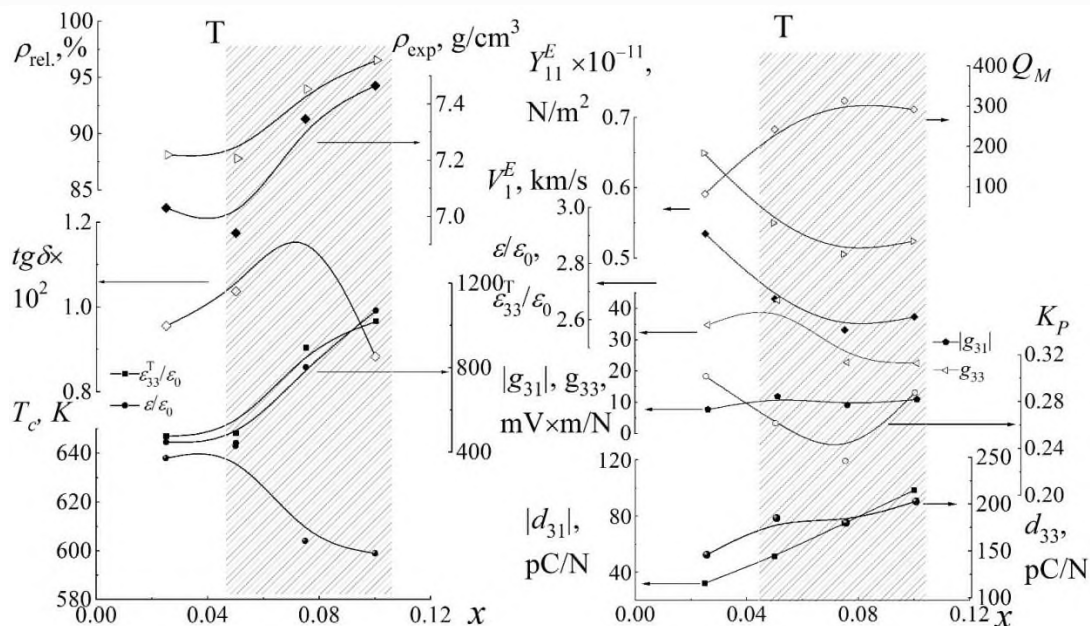 T
ρrel.,%
100
95
90
85
ρexp, g/cm3
7.4
7.2
7.0
tgδ×
102
1.2
1.0
0.8
1200
800
400
εT33/ε0
ε/ε0
Tc, K
640
620
600
580
0.00 0.04 0.08 0.12 x
T
YE11 ×10-11,
N/m2
0.7
0.6
0.5
400
300
200
100
QM
VE1, km/s
3.0
2.8
2.6
ε/ε0,
εT33/ε0
|g31|, g33,
mV×m/N
40
30
20
10
0
KP
0.32
0.28
0.24
0.20
|g31|
g33
|d31|,
pC/N
120
80
40
250
200
150
100
d33,
pC/N
0.00 0.04 0.08 0.12 x